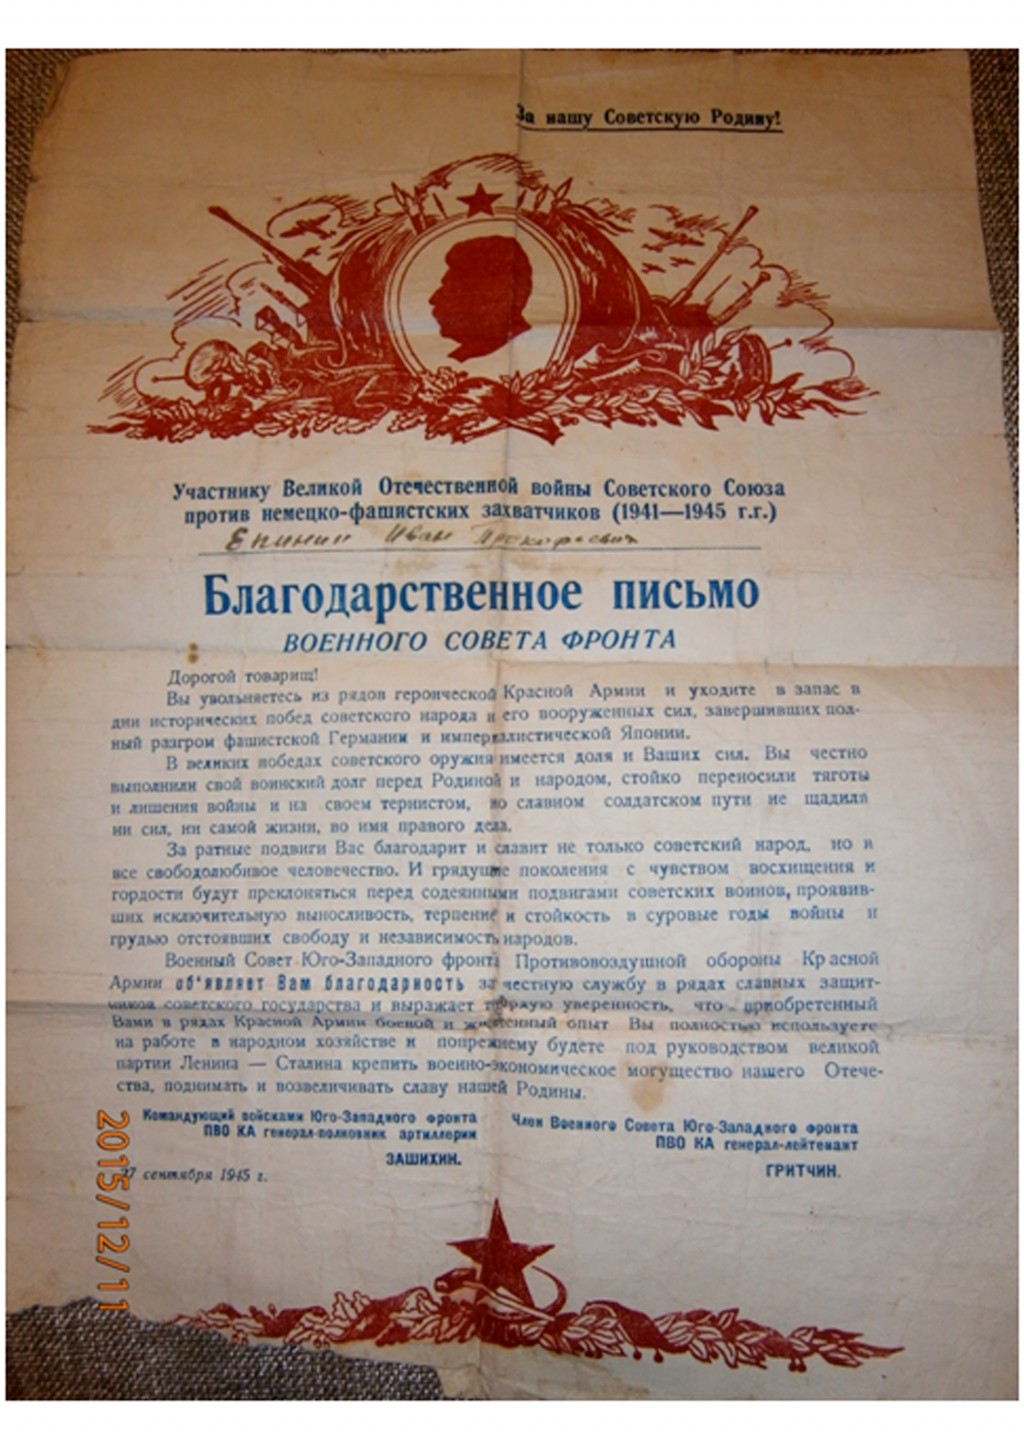 За нашу Советскую Родину!
Участнику Великой Отечественной войны Советского Союза
против немецко-фашистских захватчиков (1941—1945 г.г.)
Иван Прокофьевич
Благодарственное письмо
ВОЕННОГО СОВЕТА ФРОНТА
Дорогой товарищ!
Вы увольняетесь из рядов героической Красной Армии и уходите в запас в
дни исторических побед советского народа и его вооруженных сил, завершивших пол-
ный разгром фашистской Германии и империалистической Японии.
В великих победах советского оружия имеется доля и Ваших сил. Вы честно
выполнили свой воинский долг перед Родиной и народом, стойко переносили тяготы
и лишения войны и на своем тернистом, но славном солдатском пути не щадили
ни сил, ни самой жизни, во имя правого дела.
За ратные подвиги Вас благодарит и славит не только советский народ, но и
все свободолюбивое человечество. И грядущие поколения с чувством восхищения и
гордости будут преклоняться перед содеянными подвигами советских воинов, проявив-
ших исключительную выносливость, терпение и стойкость в суровые годы войны и
грудью отстоявших свободу и независимость народов.
Военный Совет Юго-Западного фронта Противовоздушной обороны Красной
Армии об'являет Вам благодарность за честную службу в рядах славных защит-
ников советского государства и выражает твердую уверенность, что приобретенный
Вами в рядах Красной Армии боевой и жизненный опыт Вы полностью используете
на работе в народном хозяйстве и попрежнему будете под руководством великой
партии Ленина — Сталина крепить военно-экономическое могущество нашего Отече-
ства, поднимать и возвеличивать славу нашей Родины.
Командующий войсками Юго-Западного фронта
ПВО КА генерал-полковник артиллерии
ЗАШИХИН.
Член Военного Совета Юго-Западного фронта
ПВО КА генерал-лейтенант
ГРИТЧИН.
27 сентября 1945 г.
2015/12/11